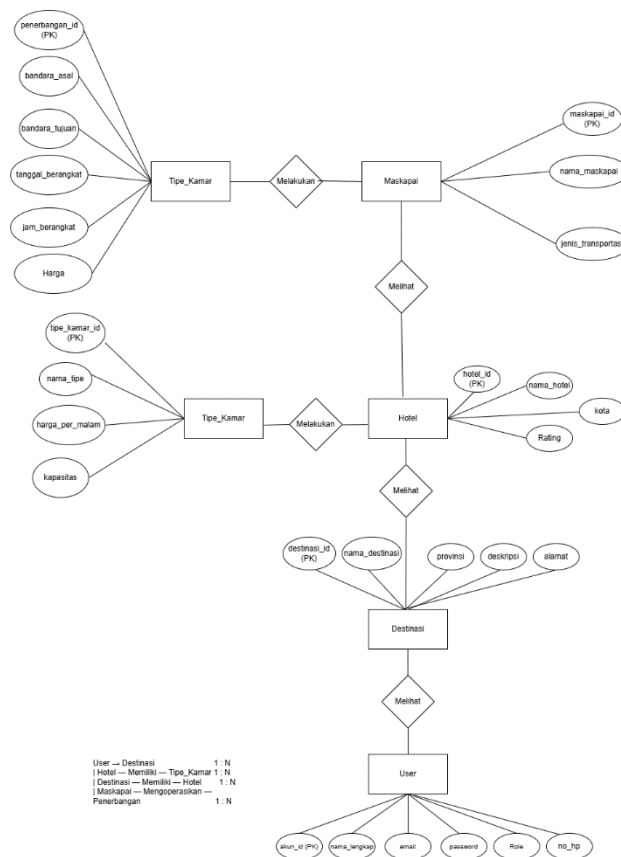 penerbangan_id
(PK)
bandara_asal
bandara_tujuan
tanggal_berangkat
jam_berangkat
Harga
Tipe_Kamar
Melakukan
Maskapai
maskapai_id
(PK)
nama_maskapai
jenis_transportas
Melihat
tipe_kamar_id
(PK)
nama_tipe
harga_per_malam
kapasitas
Tipe_Kamar
Melakukan
Hotel
hotel_id
(PK)
nama_hotel
kota
Rating
Melihat
destinasi_id
(PK)
nama_destinasi
provinsi
deskripsi
alamat
Destinasi
Melihat
User
User → Destinasi 1 : N
| Hotel — Memiliki — Tipe_Kamar 1 : N
| Destinasi — Memiliki — Hotel 1 : N
| Maskapai — Mengoperasikan —
Penerbangan 1 : N
akun_id (PK)
nama_lengkap
email
password
Role
no_hp